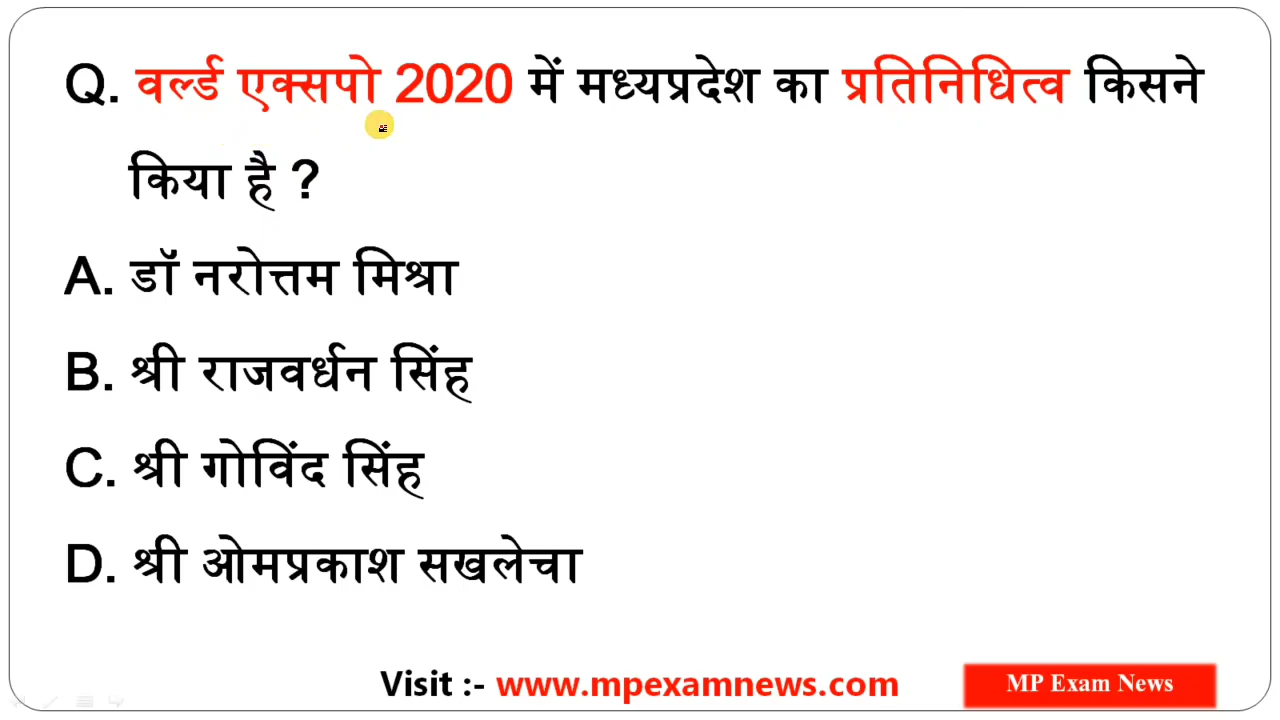 Q. वर्ल्ड एक्सपो 2020 में मध्यप्रदेश का प्रतिनिधित्व किसने
किया है ?
A. डॉ नरोत्तम मिश्रा
B. श्री राजवर्धन सिंह
C. श्री गोविंद सिंह
D. श्री ओमप्रकाश सखलेचा
Visit :- www.mpexamnews.com
MP Exam News